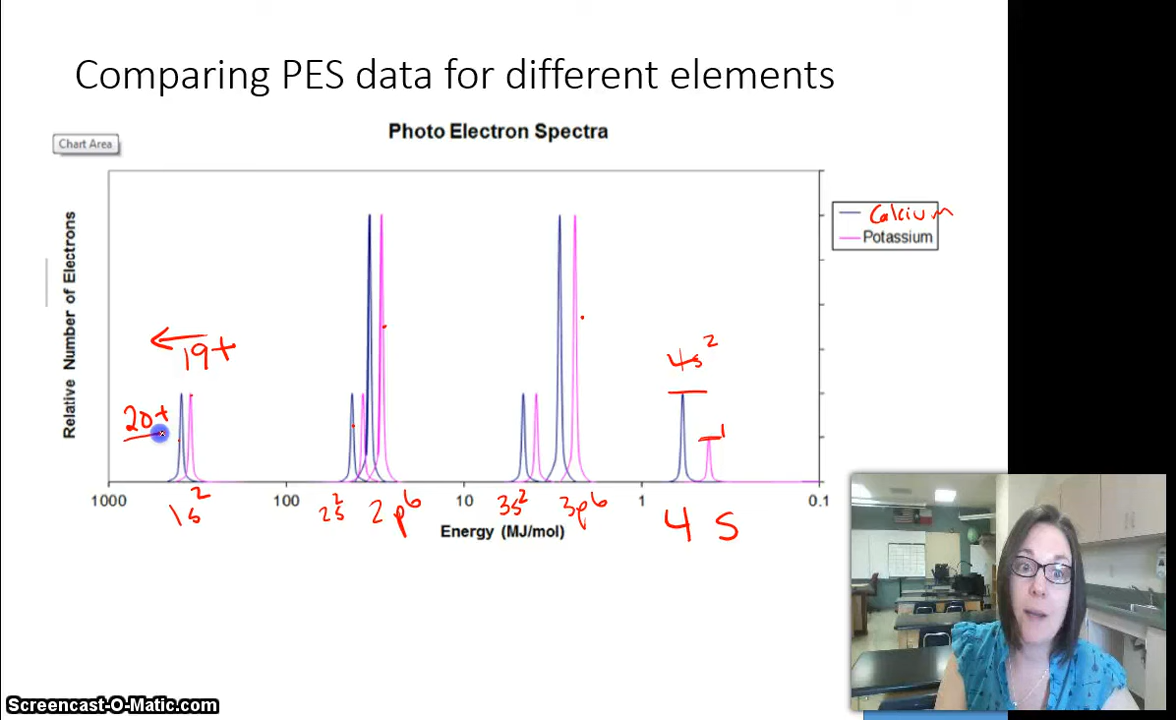 Comparing PES data for different elements
Photo Electron Spectra
Chart Area
Relative Number of Electrons
Calcium
Potassium
19+
20+
4s²
1
1000
100
10
1
0.1
1s²
2s²
2p⁶
3s²
3p⁶
4s
Energy (MJ/mol)
Screencast-O-Matic.com